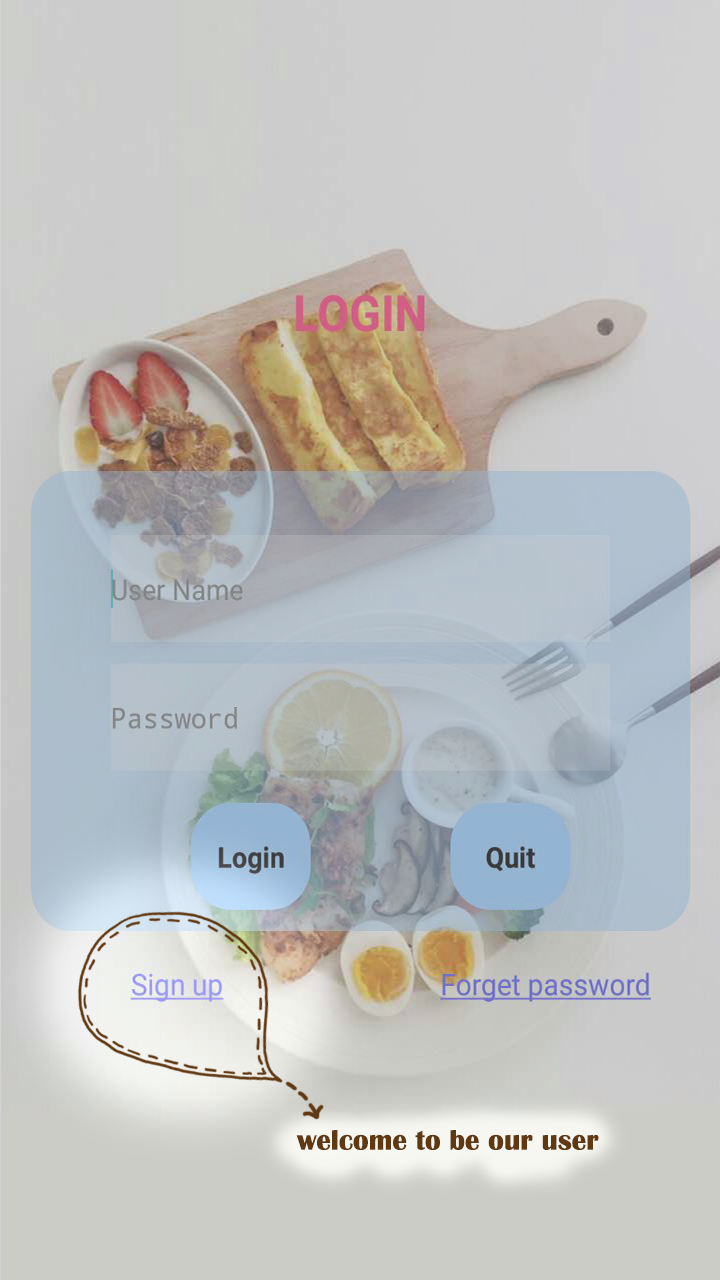 LOGIN
User Name
Password
Login
Quit
Sign up
Forget password
welcome to be our user